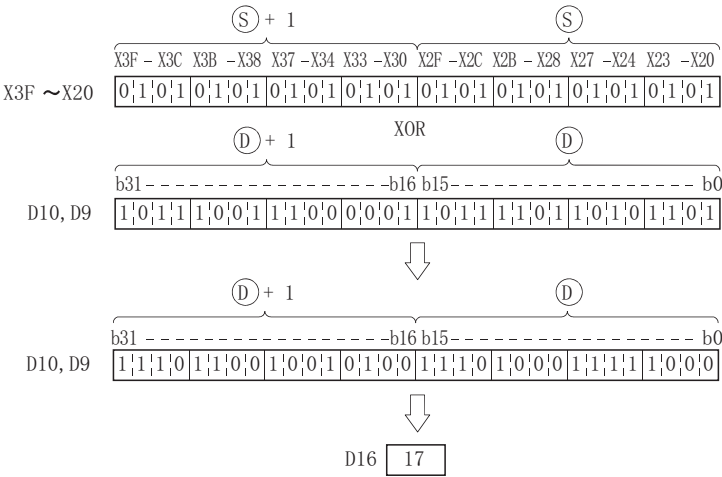 Ⓢ + 1 Ⓢ
X3F – X3C X3B – X38 X37 – X34 X33 – X30 X2F – X2C X2B – X28 X27 – X24 X23 – X20
X3F ~X20 0 1 0 1 0 1 0 1 0 1 0 1 0 1 0 1 0 1 0 1 0 1 0 1 0 1 0 1 0 1 0 1
XOR
Ⓓ + 1 Ⓓ
b31 b16 b15 b0
D10, D9 1 0 1 1 1 0 0 1 1 1 0 0 0 0 0 1 1 0 1 1 1 1 0 1 1 0 1 0 1 1 0 1
Ⓓ + 1 Ⓓ
b31 b16 b15 b0
D10, D9 1 1 1 0 1 1 0 0 1 0 0 1 0 1 0 0 1 1 1 0 1 0 0 0 1 1 1 1 1 0 0 0
D16 17